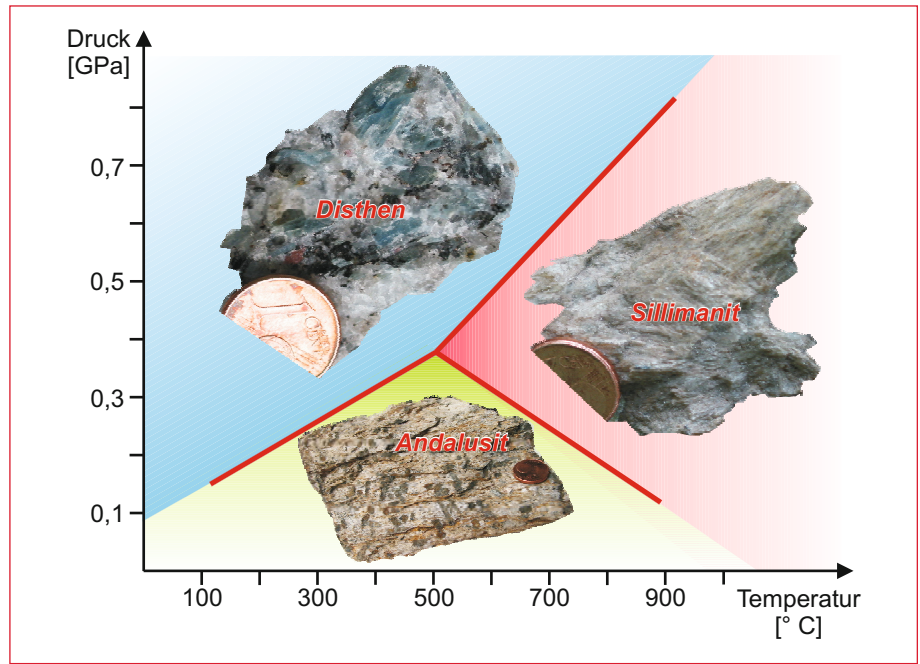 Druck
[GPa]
0,7
0,5
0,3
0,1
Disthen
Sillimanit
Andalusit
100
300
500
700
900
Temperatur
[° C]